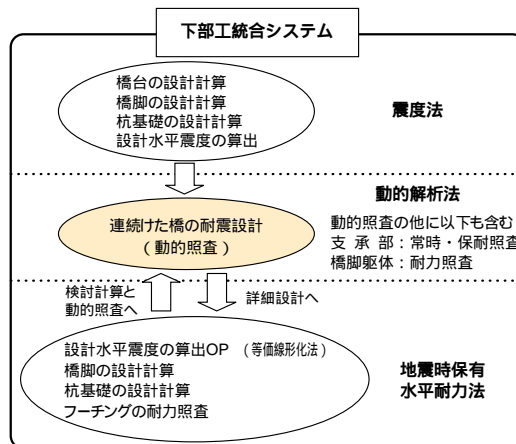 下部工統合システム
橋台の設計計算
橋脚の設計計算
杭基礎の設計計算
設計水平震度の算出
震度法
連続けた橋の耐震設計
(動的照査)
動的解析法
動的照査の他に以下も含む
支 承 部:常時・保耐照査
橋脚躯体:耐力照査
検討計算と
動的照査へ
詳細設計へ
設計水平震度の算出OP (等価線形化法)
橋脚の設計計算
杭基礎の設計計算
フーチングの耐力照査
地震時保有
水平耐力法